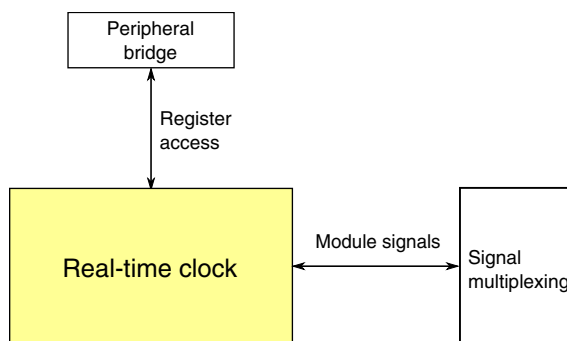 Peripheral
bridge
Register
access
Real-time clock
Module signals
Signal
multiplexing